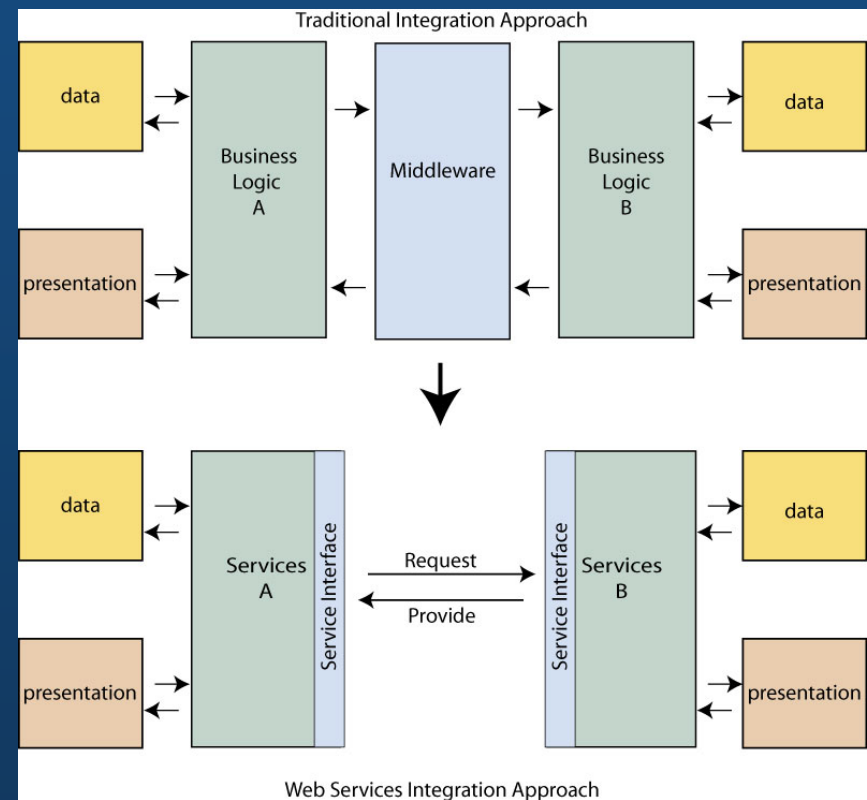 Traditional Integration Approach
data
Business
Logic
A
Middleware
Business
Logic
B
data
presentation
presentation
data
Services
A
Service Interface
Request
Provide
Service Interface
Services
B
data
presentation
presentation
Web Services Integration Approach